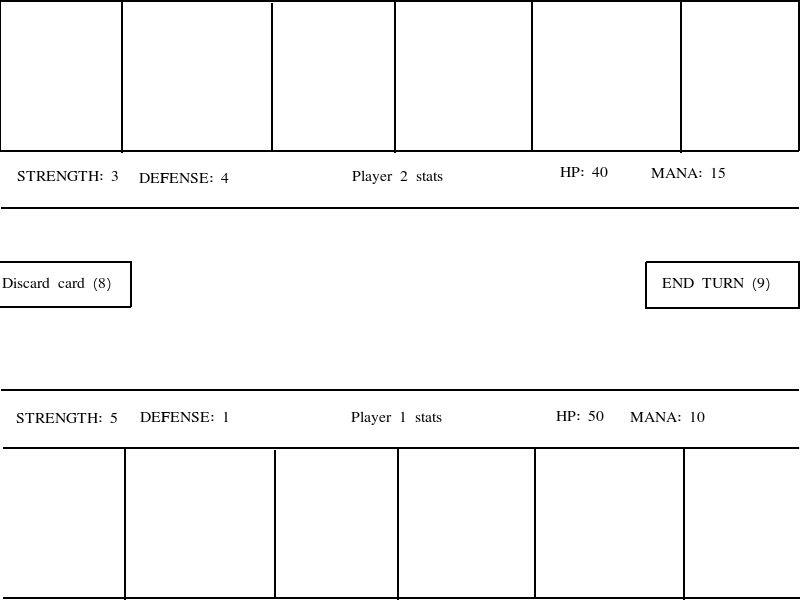 STRENGTH: 3 DEFENSE: 4 Player 2 stats HP: 40 MANA: 15
Discard card (8) END TURN (9)
STRENGTH: 5 DEFENSE: 1 Player 1 stats HP: 50 MANA: 10